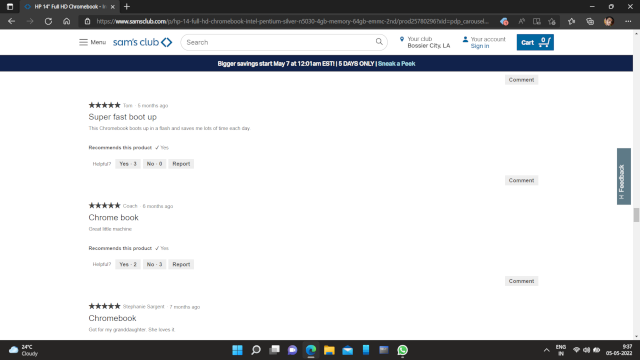 HP 14" Full HD Chromebook - Int
https://www.samsclub.com/p/hp-14-full-hd-chromebook-intel-pentium-silver-n5030-4gb-memory-64gb-emmc-2nd/prod25780296?xid=pdp_carousel...
Menu
sam's club
Search
Your club
Bossier City, LA
Your account
Sign in
Cart 0
Bigger savings start May 7 at 12:01am EST! | 5 DAYS ONLY | Sneak a Peek
Comment
★★★★★ Tom · 5 months ago
Super fast boot up
This Chromebook boots up in a flash and saves me lots of time each day.
Recommends this product ✓ Yes
Helpful? Yes · 3 No · 0 Report
Comment
★★★★★ Coach · 6 months ago
Chrome book
Great little machine
Recommends this product ✓ Yes
Helpful? Yes · 2 No · 3 Report
Comment
★★★★★ Stephanie Sargent · 7 months ago
Chromebook
Got for my granddaughter. She loves it.
Feedback
24°C
Cloudy
ENG
IN
9:37
05-05-2022